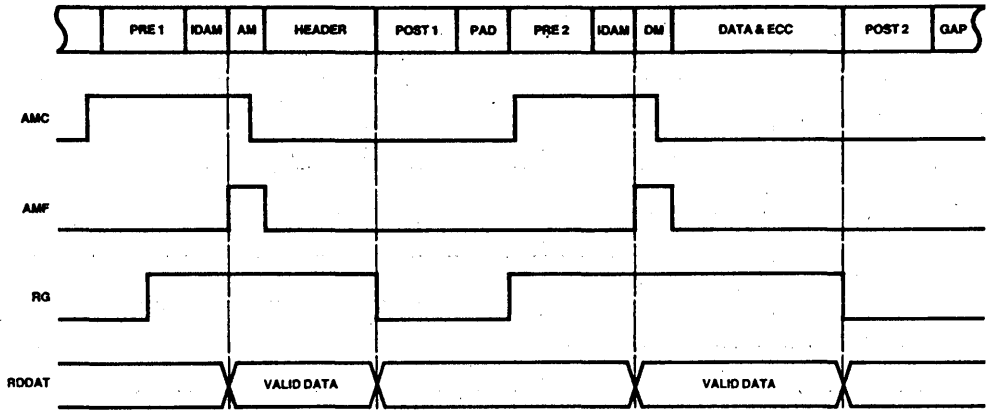 PRE 1 IDAM AM HEADER POST 1 PAD PRE 2 IDAM DM DATA & ECC POST 2 GAP
AMC
AMF
RG
RDDAT VALID DATA VALID DATA